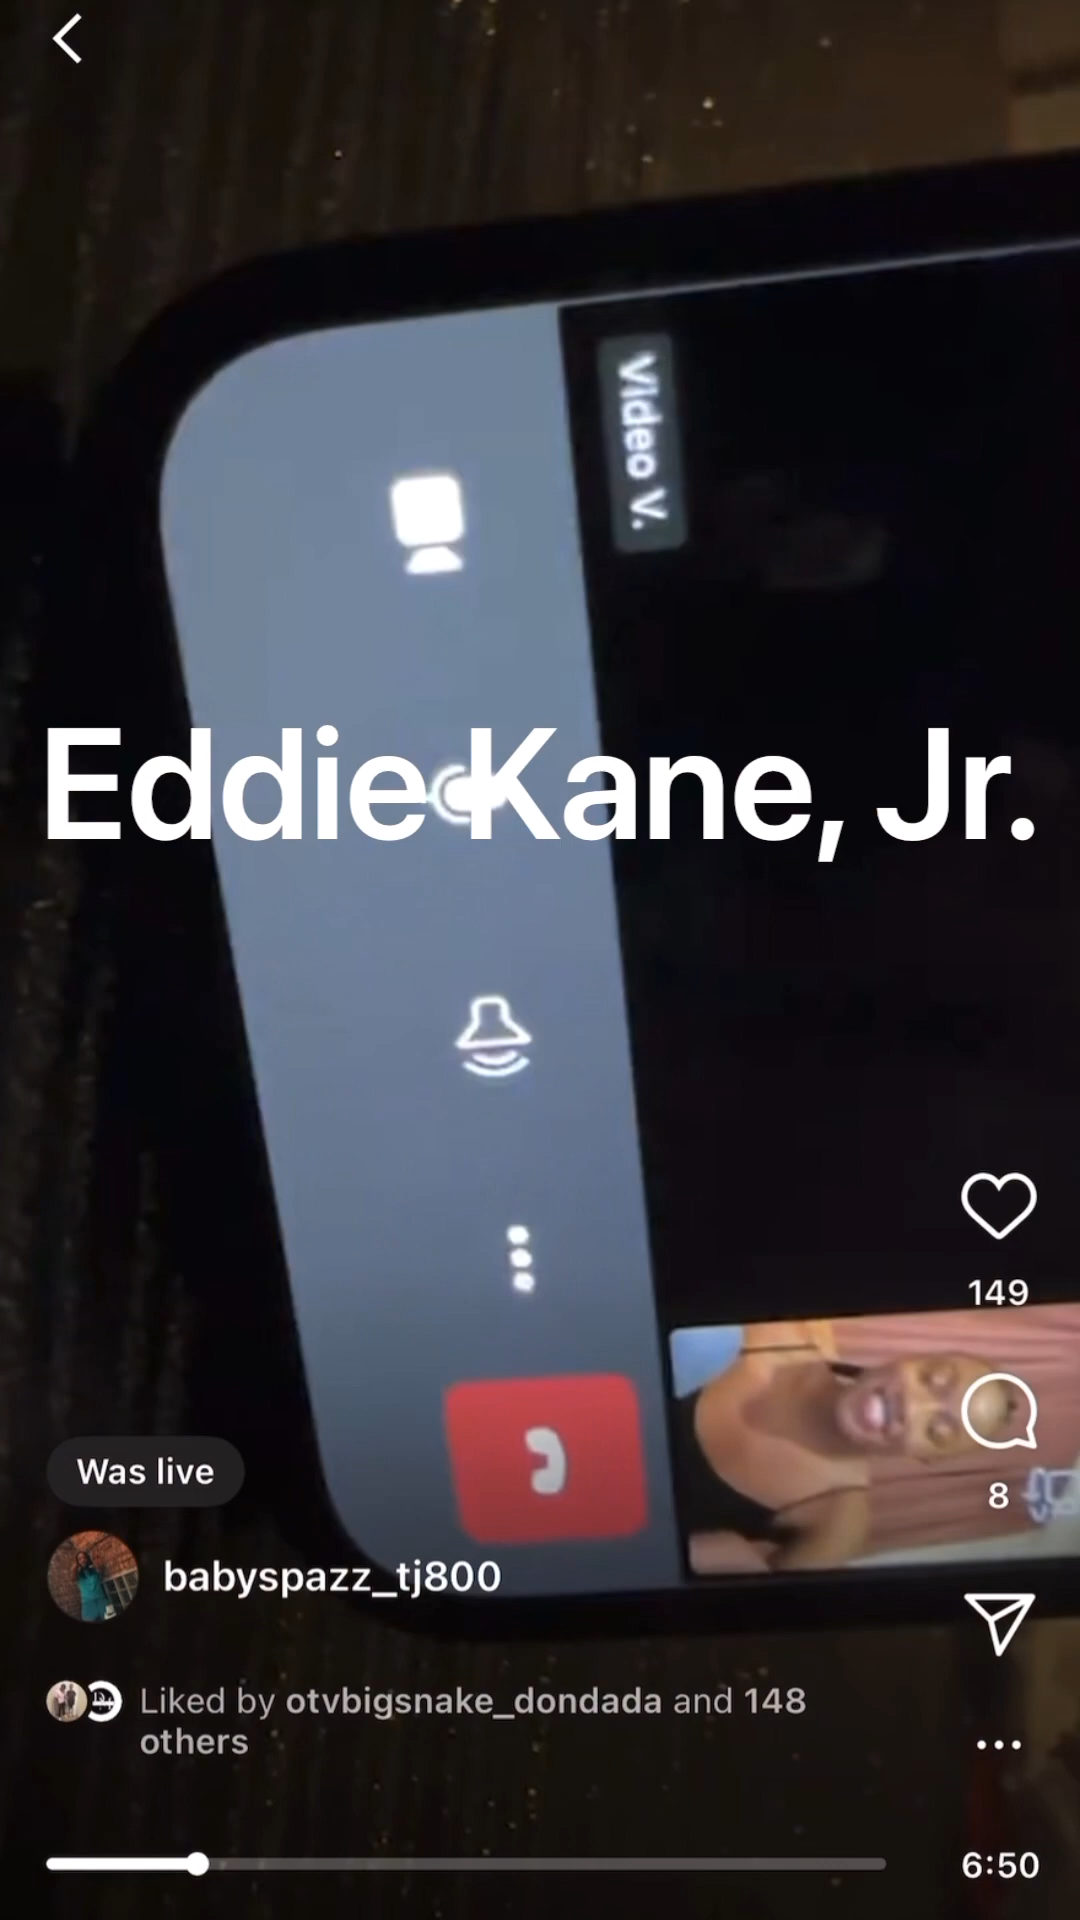 Video V.
Eddie Kane, Jr.
149
8
Was live
babyspazz_tj800
Liked by otvbigsnake_dondada and 148
others
6:50